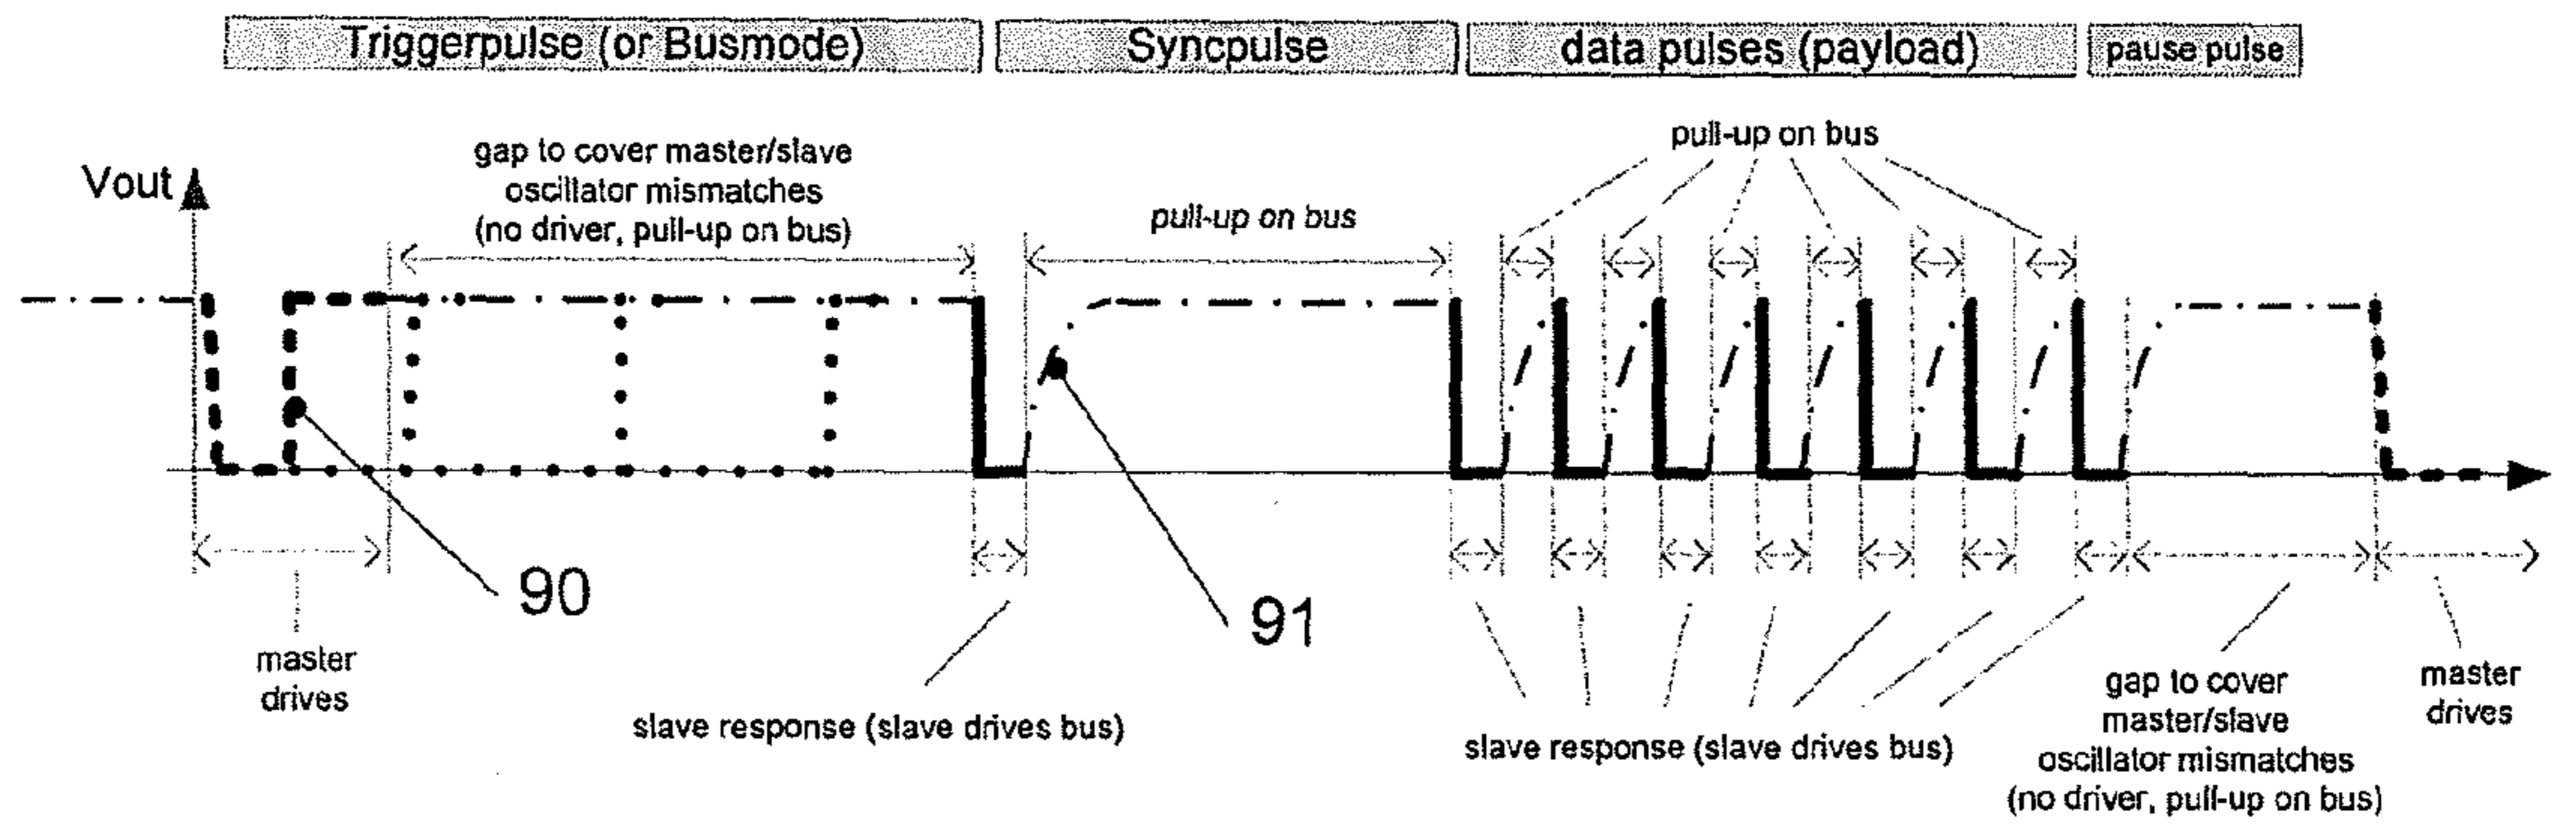 Triggerpulse (or Busmode)
Syncpulse
data pulses (payload)
pause pulse
Vout
gap to cover master/slave
oscillator mismatches
(no driver, pull-up on bus)
pull-up on bus
pull-up on bus
90
91
master
drives
slave response (slave drives bus)
slave response (slave drives bus)
gap to cover
master/slave
oscillator mismatches
(no driver, pull-up on bus)
master
drives